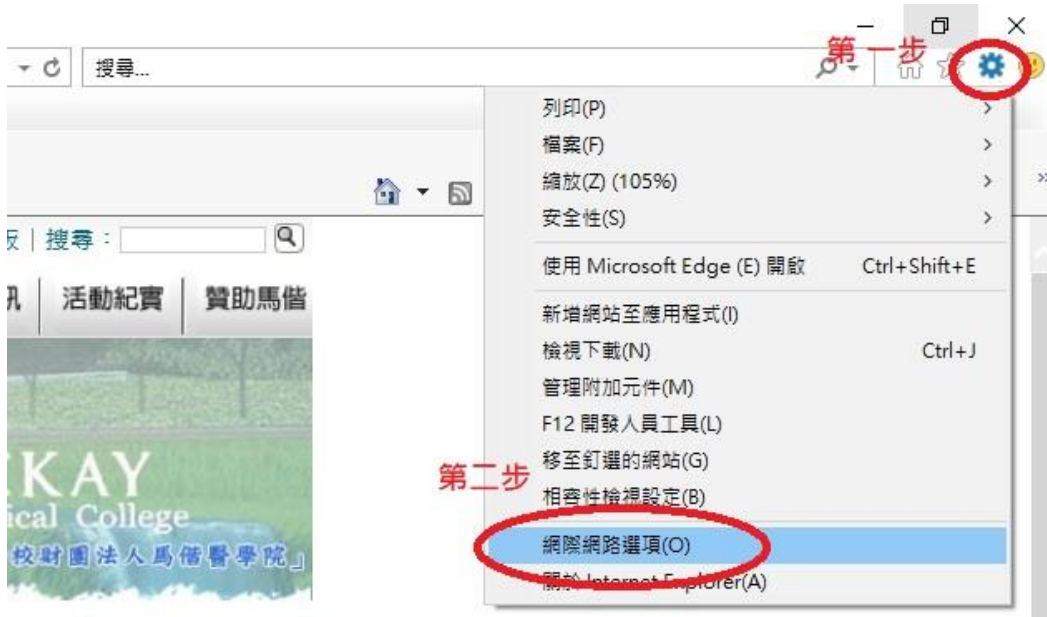 第一步
搜尋...
列印(P)
檔案(F)
縮放(Z) (105%)
安全性(S)
使用 Microsoft Edge (E) 開啟 Ctrl+Shift+E
新增網站至應用程式(I)
檢視下載(N) Ctrl+J
管理附加元件(M)
F12 開發人員工具(L)
移至釘選的網站(G)
相容性檢視設定(B)
第二步
網際網路選項(O)
關於 Internet Explorer(A)
搜尋：
活動紀實
贊助馬偕
KAY
ical College
校財團法人馬偕醫學院」